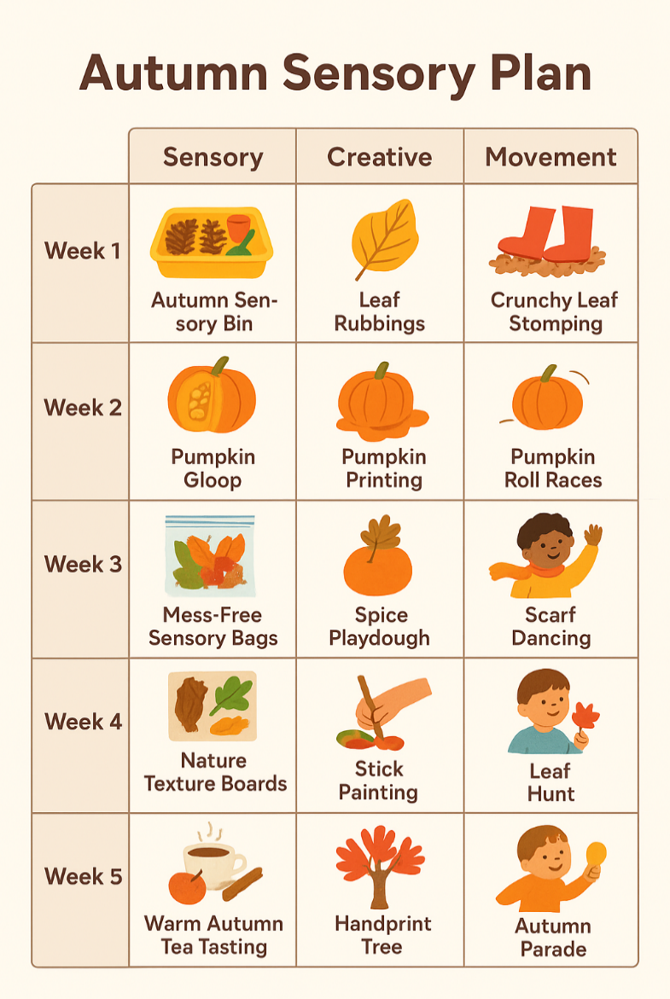 Autumn Sensory Plan
Sensory Creative Movement
Week 1
Autumn Sen-
sory Bin
Leaf
Rubbings
Crunchy Leaf
Stomping
Week 2
Pumpkin
Gloop
Pumpkin
Printing
Pumpkin
Roll Races
Week 3
Mess-Free
Sensory Bags
Spice
Playdough
Scarf
Dancing
Week 4
Nature
Texture Boards
Stick
Painting
Leaf
Hunt
Week 5
Warm Autumn
Tea Tasting
Handprint
Tree
Autumn
Parade